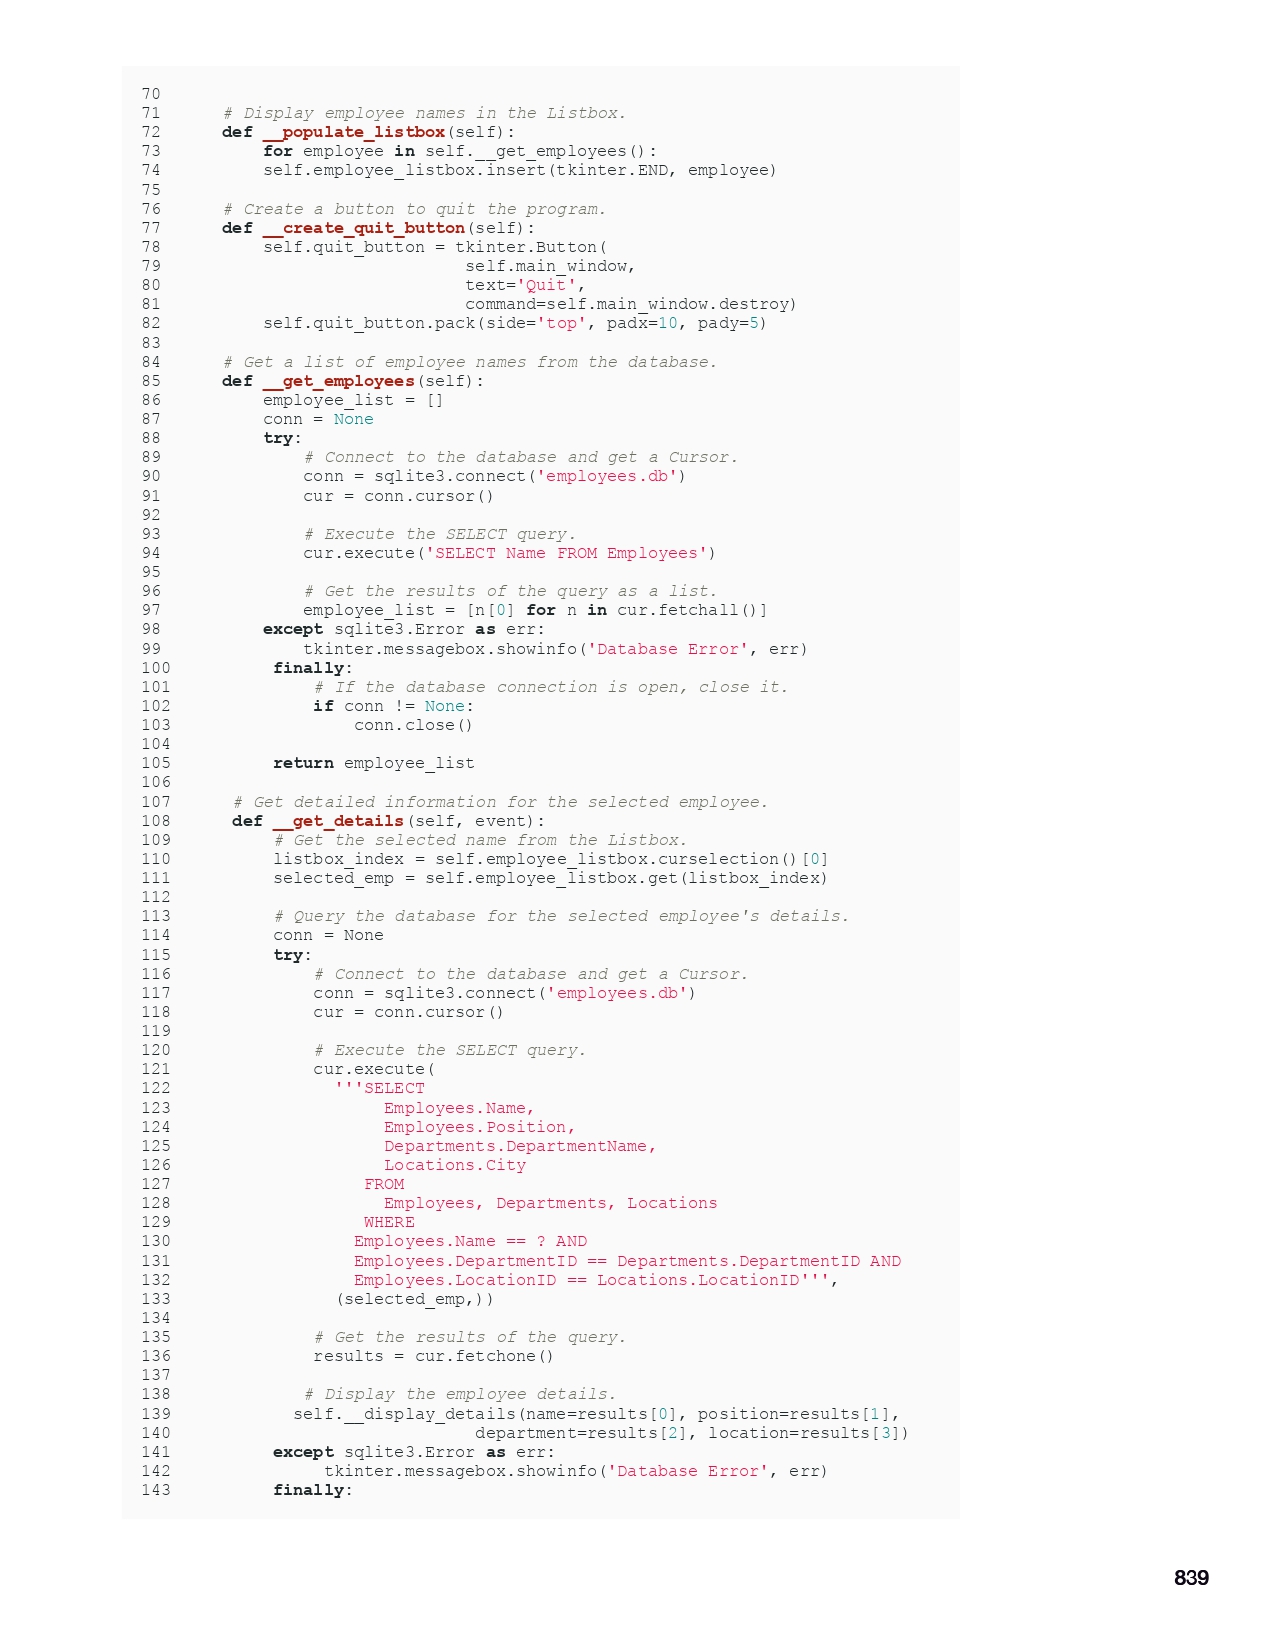 70
71     # Display employee names in the Listbox.
72     def __populate_listbox(self):
73         for employee in self.__get_employees():
74         self.employee_listbox.insert(tkinter.END, employee)
75
76     # Create a button to quit the program.
77     def __create_quit_button(self):
78         self.quit_button = tkinter.Button(
79                             self.main_window,
80                             text='Quit',
81                             command=self.main_window.destroy)
82         self.quit_button.pack(side='top', padx=10, pady=5)
83
84     # Get a list of employee names from the database.
85     def __get_employees(self):
86         employee_list = []
87         conn = None
88         try:
89             # Connect to the database and get a Cursor.
90             conn = sqlite3.connect('employees.db')
91             cur = conn.cursor()
92
93             # Execute the SELECT query.
94             cur.execute('SELECT Name FROM Employees')
95
96             # Get the results of the query as a list.
97             employee_list = [n[0] for n in cur.fetchall()]
98         except sqlite3.Error as err:
99             tkinter.messagebox.showinfo('Database Error', err)
100          finally:
101              # If the database connection is open, close it.
102              if conn != None:
103                  conn.close()
104
105          return employee_list
106
107      # Get detailed information for the selected employee.
108      def __get_details(self, event):
109          # Get the selected name from the Listbox.
110          listbox_index = self.employee_listbox.curselection()[0]
111          selected_emp = self.employee_listbox.get(listbox_index)
112
113          # Query the database for the selected employee's details.
114          conn = None
115          try:
116              # Connect to the database and get a Cursor.
117              conn = sqlite3.connect('employees.db')
118              cur = conn.cursor()
119
120              # Execute the SELECT query.
121              cur.execute(
122                '''SELECT
123                     Employees.Name,
124                     Employees.Position,
125                     Departments.DepartmentName,
126                     Locations.City
127                   FROM
128                     Employees, Departments, Locations
129                   WHERE
130                  Employees.Name == ? AND
131                  Employees.DepartmentID == Departments.DepartmentID AND
132                  Employees.LocationID == Locations.LocationID''',
133                (selected_emp,))
134
135              # Get the results of the query.
136              results = cur.fetchone()
137
138             # Display the employee details.
139            self.__display_details(name=results[0], position=results[1],
140                              department=results[2], location=results[3])
141          except sqlite3.Error as err:
142               tkinter.messagebox.showinfo('Database Error', err)
143          finally:
839